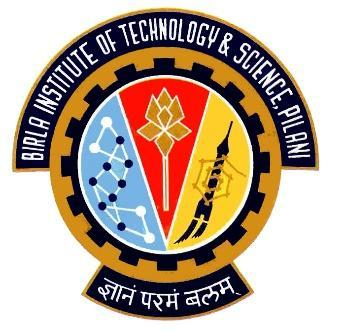 BIRLA INSTITUTE OF TECHNOLOGY & SCIENCE, PILANI
ज्ञानं परमं बलम्